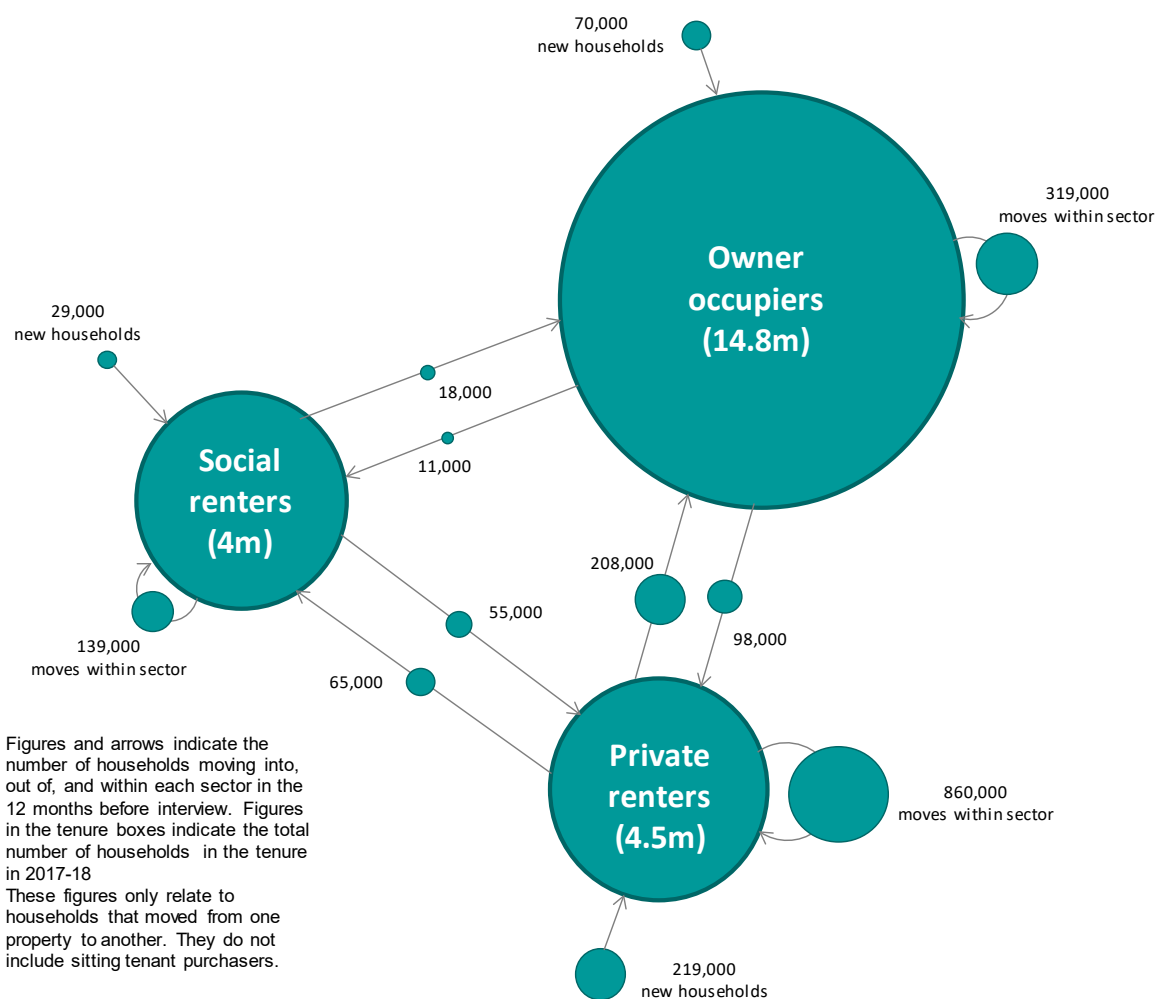 70,000
new households
319,000
moves within sector
Owner
occupiers
(14.8m)
29,000
new households
18,000
11,000
Social
renters
(4m)
208,000
98,000
55,000
65,000
139,000
moves within sector
Private
renters
(4.5m)
860,000
moves within sector
219,000
new households
Figures and arrows indicate the
number of households moving into,
out of, and within each sector in the
12 months before interview. Figures
in the tenure boxes indicate the total
number of households in the tenure
in 2017-18
These figures only relate to
households that moved from one
property to another. They do not
include sitting tenant purchasers.